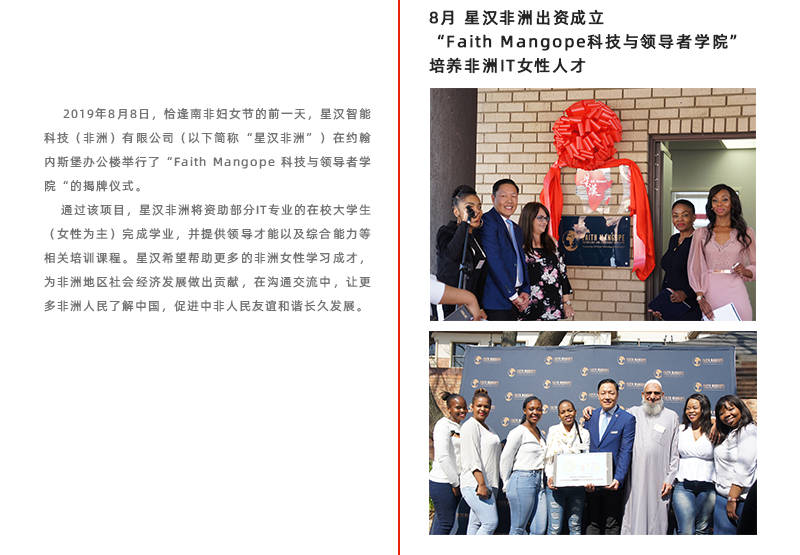 2019年8月8日，恰逢南非妇女节的前一天，星汉智能
科技（非洲）有限公司（以下简称“星汉非洲”）在约翰
内斯堡办公楼举行了“Faith Mangope 科技与领导者学
院“的揭牌仪式。
通过该项目，星汉非洲将资助部分IT专业的在校大学生
（女性为主）完成学业，并提供领导才能以及综合能力等
相关培训课程。星汉希望帮助更多的非洲女性学习成才，
为非洲地区社会经济发展做出贡献，在沟通交流中，让更
多非洲人民了解中国，促进中非人民友谊和谐长久发展。
8月 星汉非洲出资成立
“Faith Mangope科技与领导者学院”
培养非洲IT女性人才
FAITH MANGOPE
FAITH MANGOPE